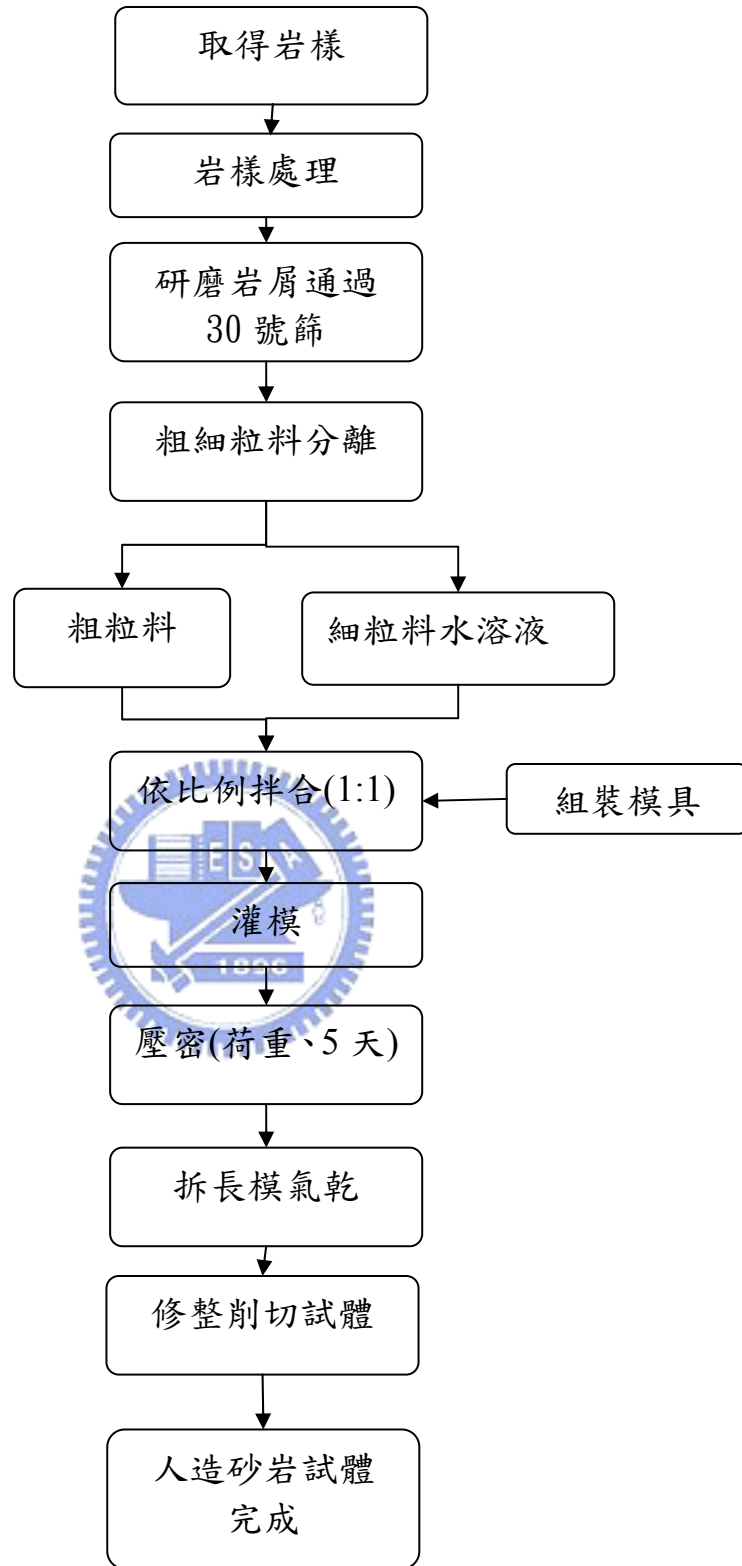 取得岩樣
岩樣處理
研磨岩屑通過
30 號篩
粗細粒料分離
粗粒料
細粒料水溶液
依比例拌合(1:1)
組裝模具
ESA
灌模
1896
壓密(荷重、5 天)
拆長模氣乾
修整削切試體
人造砂岩試體
完成